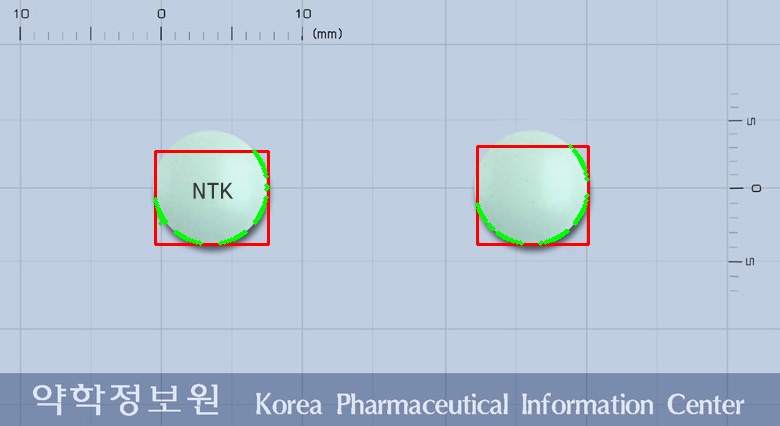 10 0 10 (mm)
5
NTK
0
5
약학정보원 Korea Pharmaceutical Information Center